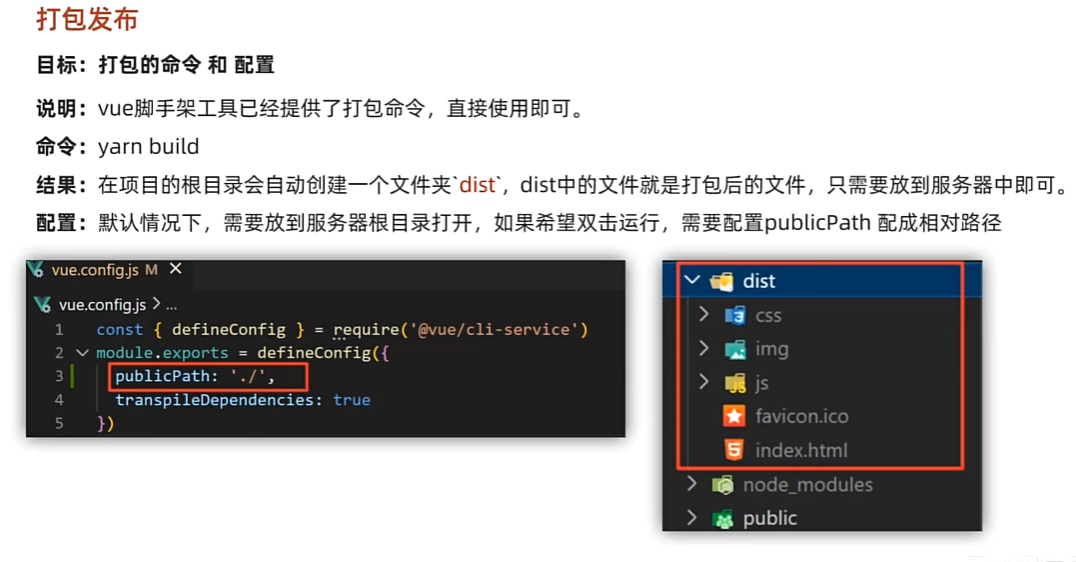 打包发布
目标：打包的命令 和 配置
说明：vue脚手架工具已经提供了打包命令，直接使用即可。
命令：yarn build
结果：在项目的根目录会自动创建一个文件夹`dist`，dist中的文件就是打包后的文件，只需要放到服务器中即可。
配置：默认情况下，需要放到服务器根目录打开，如果希望双击运行，需要配置publicPath 配成相对路径
vue.config.js M ×
vue.config.js > ...
1 const { defineConfig } = require('@vue/cli-service')
2 module.exports = defineConfig({
3 publicPath: './',
4 transpileDependencies: true
5 })
dist
css
img
js
favicon.ico
index.html
node_modules
public